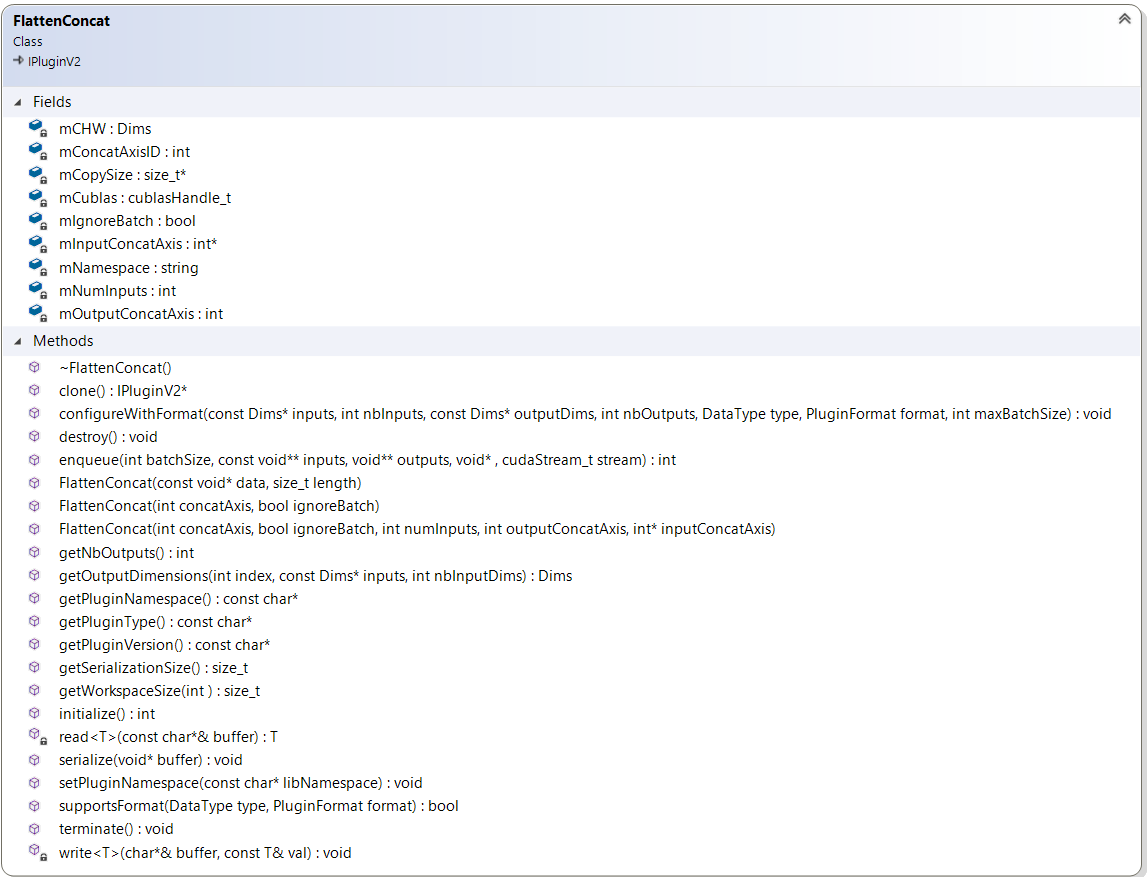 FlattenConcat
Class
IPluginV2
Fields
mCHW : Dims
mConcatAxisID : int
mCopySize : size_t*
mCublas : cublasHandle_t
mIgnoreBatch : bool
mInputConcatAxis : int*
mNamespace : string
mNumInputs : int
mOutputConcatAxis : int
Methods
~FlattenConcat()
clone() : IPluginV2*
configureWithFormat(const Dims* inputs, int nbInputs, const Dims* outputDims, int nbOutputs, DataType type, PluginFormat format, int maxBatchSize) : void
destroy() : void
enqueue(int batchSize, const void** inputs, void** outputs, void* , cudaStream_t stream) : int
FlattenConcat(const void* data, size_t length)
FlattenConcat(int concatAxis, bool ignoreBatch)
FlattenConcat(int concatAxis, bool ignoreBatch, int numInputs, int outputConcatAxis, int* inputConcatAxis)
getNbOutputs() : int
getOutputDimensions(int index, const Dims* inputs, int nbInputDims) : Dims
getPluginNamespace() : const char*
getPluginType() : const char*
getPluginVersion() : const char*
getSerializationSize() : size_t
getWorkspaceSize(int ) : size_t
initialize() : int
read<T>(const char*& buffer) : T
serialize(void* buffer) : void
setPluginNamespace(const char* libNamespace) : void
supportsFormat(DataType type, PluginFormat format) : bool
terminate() : void
write<T>(char*& buffer, const T& val) : void